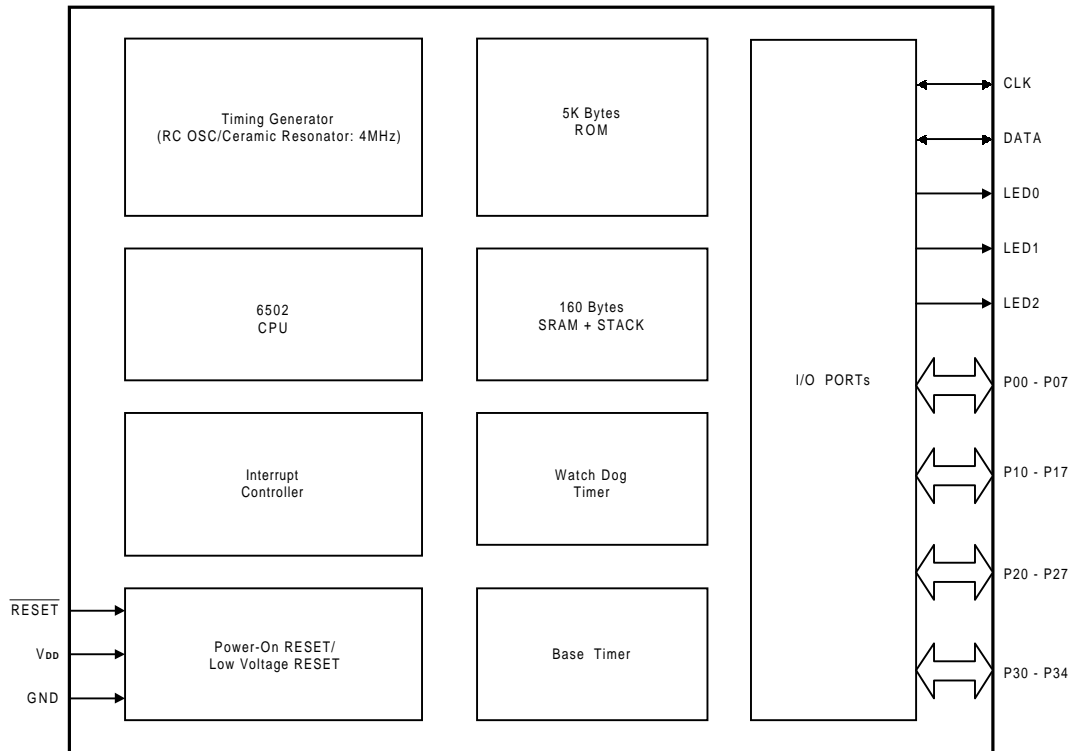 Timing Generator
(RC OSC/Ceramic Resonator: 4MHz)
5K Bytes
ROM
6502
CPU
160 Bytes
SRAM + STACK
Interrupt
Controller
Watch Dog
Timer
Power-On RESET/
Low Voltage RESET
Base Timer
I/O PORTs
RESET
VDD
GND
CLK
DATA
LED0
LED1
LED2
P00 - P07
P10 - P17
P20 - P27
P30 - P34